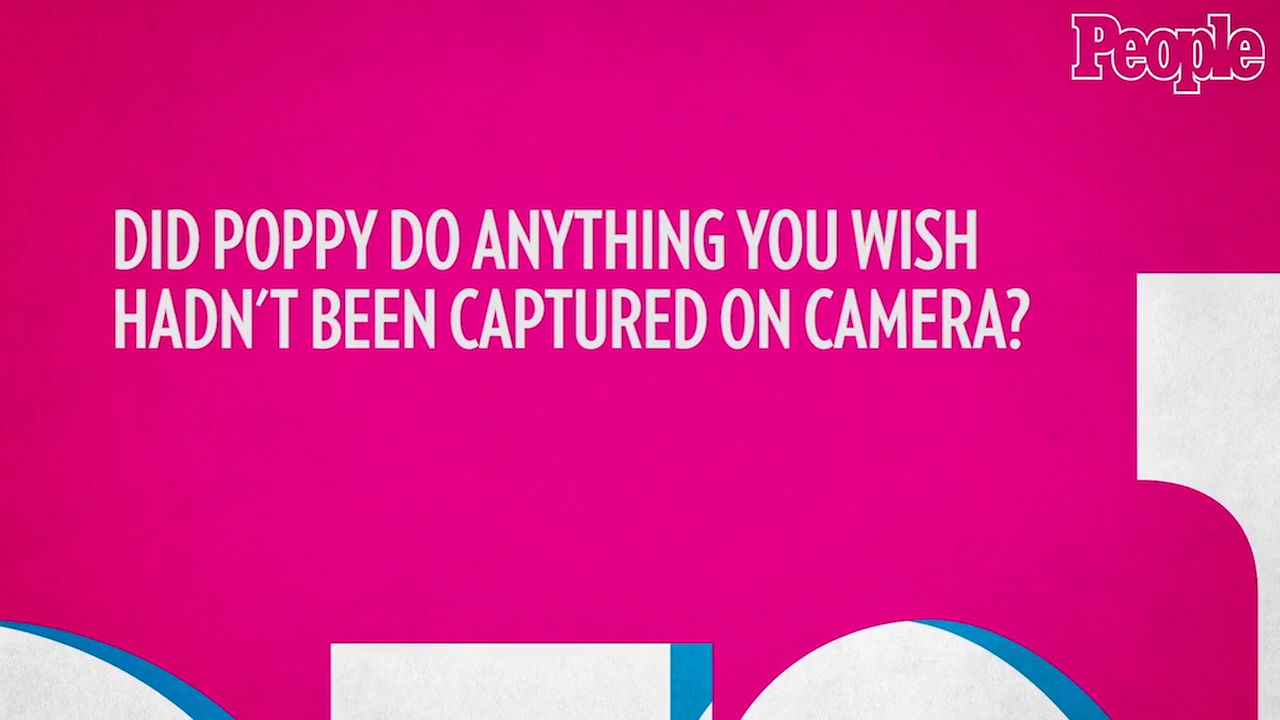 People
DID POPPY DO ANYTHING YOU WISH
HADN'T BEEN CAPTURED ON CAMERA?